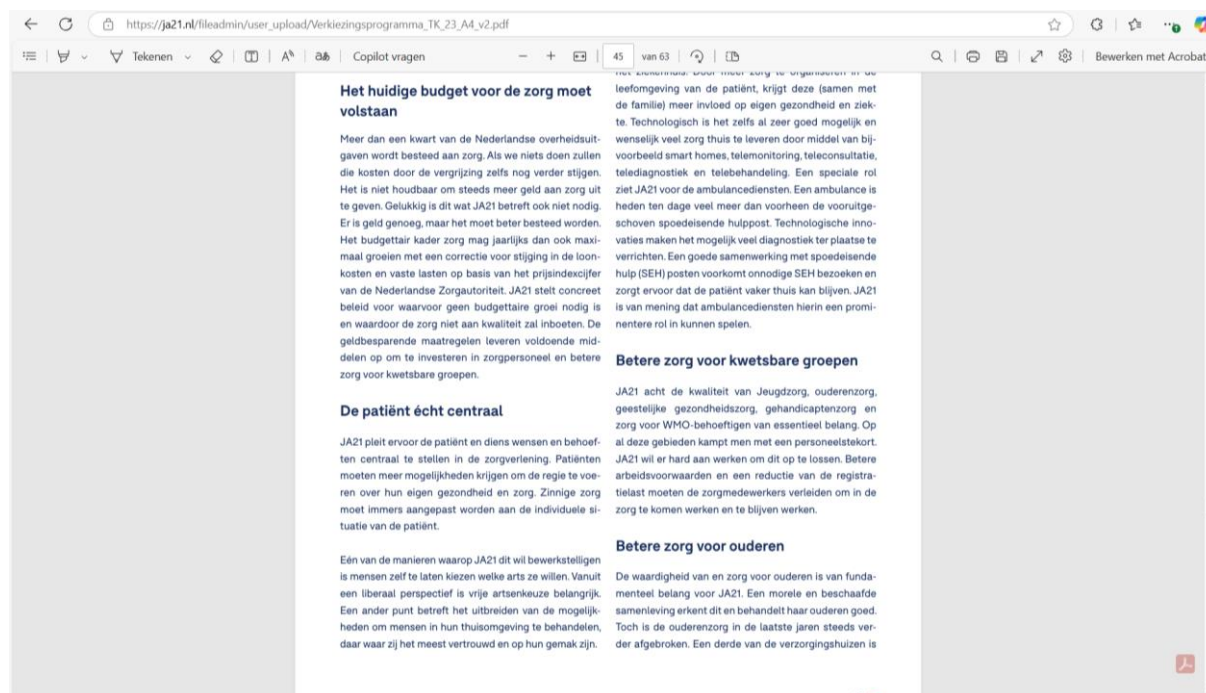 https://ja21.nl/fileadmin/user_upload/Verkiezingsprogramma_TK_23_A4_v2.pdf
Tekenen
Copilot vragen
45 van 63
Bewerken met Acrobat
Het huidige budget voor de zorg moet
volstaan
Meer dan een kwart van de Nederlandse overheidsuit-
gaven wordt besteed aan zorg. Als we niets doen zullen
die kosten door de vergrijzing zelfs nog verder stijgen.
Het is niet houdbaar om steeds meer geld aan zorg uit
te geven. Gelukkig is dit wat JA21 betreft ook niet nodig.
Er is geld genoeg, maar het moet beter besteed worden.
Het budgettair kader zorg mag jaarlijks dan ook maxi-
maal groeien met een correctie voor stijging in de loon-
kosten en vaste lasten op basis van het prijsindexcijfer
van de Nederlandse Zorgautoriteit. JA21 stelt concreet
beleid voor waarvoor geen budgettaire groei nodig is
en waardoor de zorg niet aan kwaliteit zal inboeten. De
geldbesparende maatregelen leveren voldoende mid-
delen op om te investeren in zorgpersoneel en betere
zorg voor kwetsbare groepen.
De patiënt écht centraal
JA21 pleit ervoor de patiënt en diens wensen en behoef-
ten centraal te stellen in de zorgverlening. Patiënten
moeten meer mogelijkheden krijgen om de regie te voe-
ren over hun eigen gezondheid en zorg. Zinnige zorg
moet immers aangepast worden aan de individuele si-
tuatie van de patiënt.
Eén van de manieren waarop JA21 dit wil bewerkstelligen
is mensen zelf te laten kiezen welke arts ze willen. Vanuit
een liberaal perspectief is vrije artsenkeuze belangrijk.
Een ander punt betreft het uitbreiden van de mogelijk-
heden om mensen in hun thuisomgeving te behandelen,
daar waar zij het meest vertrouwd en op hun gemak zijn.
het ziekenhuis. Door meer zorg te organiseren in de
leefomgeving van de patiënt, krijgt deze (samen met
de familie) meer invloed op eigen gezondheid en ziek-
te. Technologisch is het zelfs al zeer goed mogelijk en
wenselijk veel zorg thuis te leveren door middel van bij-
voorbeeld smart homes, telemonitoring, teleconsultatie,
telediagnostiek en telebehandeling. Een speciale rol
ziet JA21 voor de ambulancediensten. Een ambulance is
heden ten dage veel meer dan voorheen de vooruitge-
schoven spoedeisende hulppost. Technologische inno-
vaties maken het mogelijk veel diagnostiek ter plaatse te
verrichten. Een goede samenwerking met spoedeisende
hulp (SEH) posten voorkomt onnodige SEH bezoeken en
zorgt ervoor dat de patiënt vaker thuis kan blijven. JA21
is van mening dat ambulancediensten hierin een promi-
nentere rol in kunnen spelen.
Betere zorg voor kwetsbare groepen
JA21 acht de kwaliteit van Jeugdzorg, ouderenzorg,
geestelijke gezondheidszorg, gehandicaptenzorg en
zorg voor WMO-behoeftigen van essentieel belang. Op
al deze gebieden kampt men met een personeelstekort.
JA21 wil er hard aan werken om dit op te lossen. Betere
arbeidsvoorwaarden en een reductie van de registra-
tielast moeten de zorgmedewerkers verleiden om in de
zorg te komen werken en te blijven werken.
Betere zorg voor ouderen
De waardigheid van en zorg voor ouderen is van funda-
menteel belang voor JA21. Een morele en beschaafde
samenleving erkent dit en behandelt haar ouderen goed.
Toch is de ouderenzorg in de laatste jaren steeds ver-
der afgebroken. Een derde van de verzorgingshuizen is